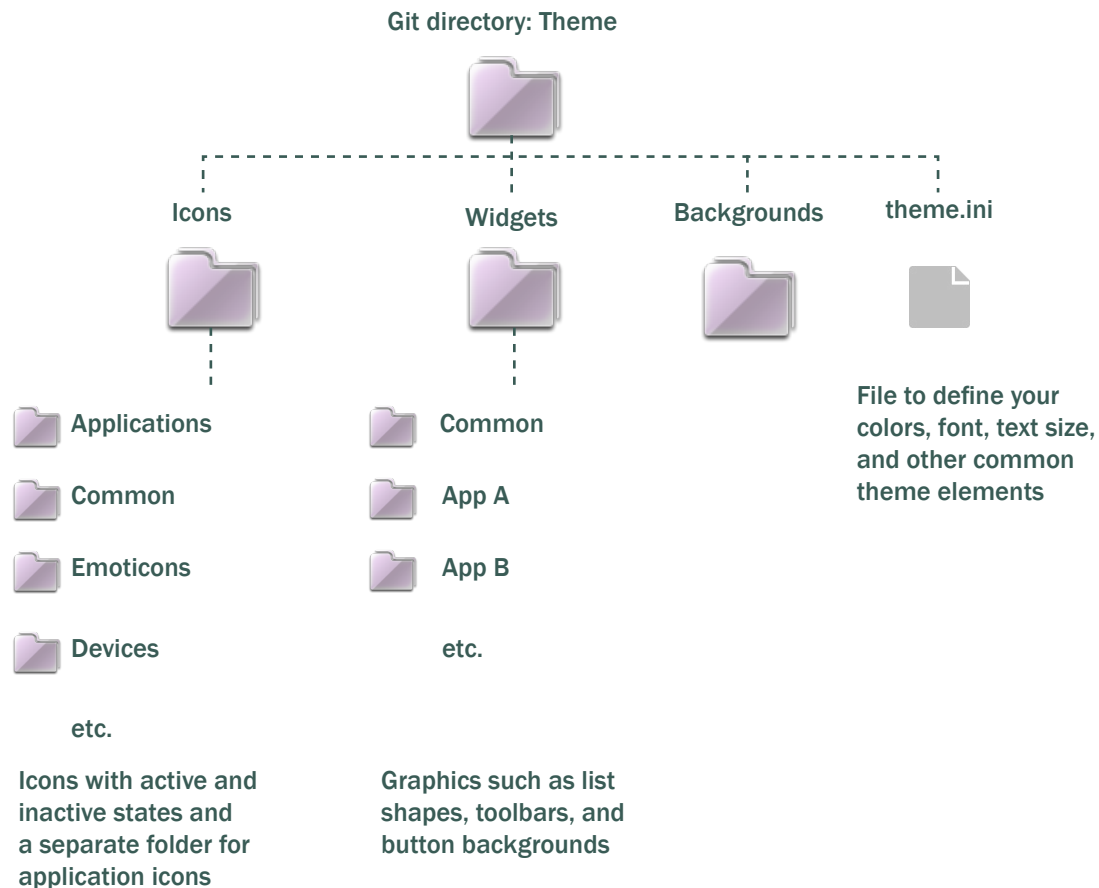 Git directory: Theme
Icons
Widgets
Backgrounds
theme.ini
Applications
Common
Emoticons
Devices
etc.
Icons with active and
inactive states and
a separate folder for
application icons
Common
App A
App B
etc.
Graphics such as list
shapes, toolbars, and
button backgrounds
File to define your
colors, font, text size,
and other common
theme elements